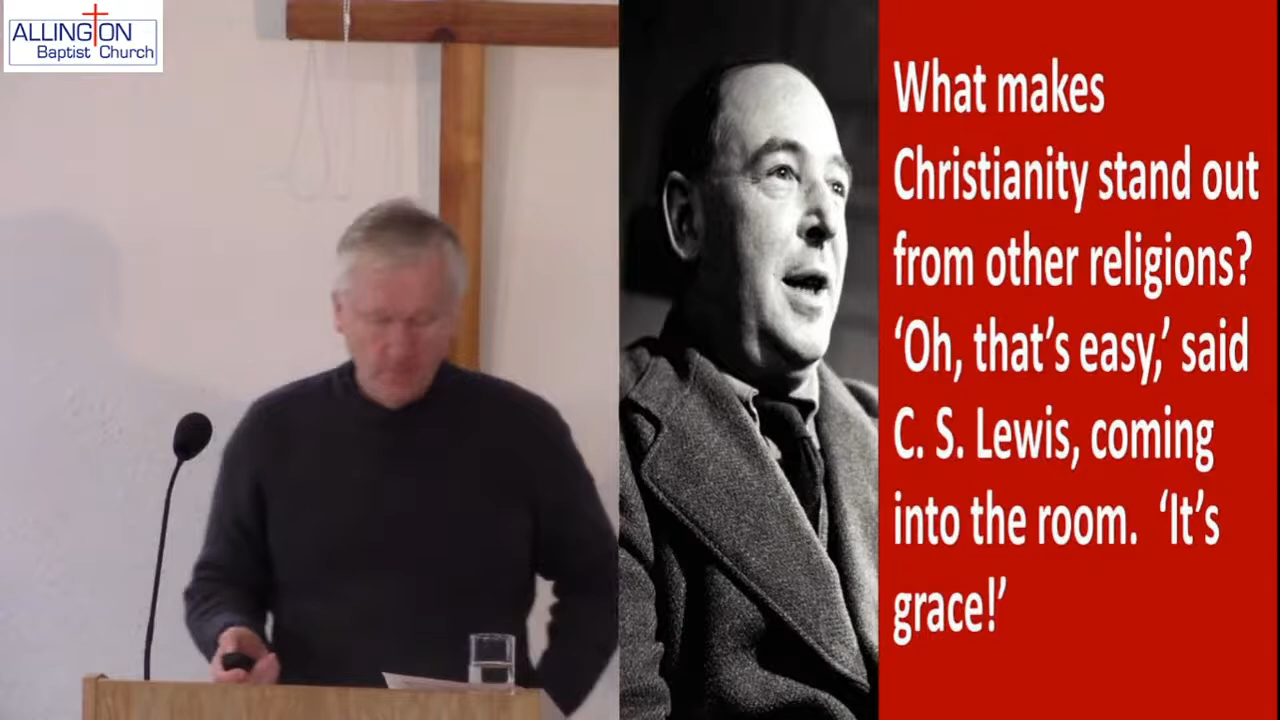 ALLINGTON
Baptist Church
What makes
Christianity stand out
from other religions?
‘Oh, that’s easy,’ said
C. S. Lewis, coming
into the room.  ‘It’s
grace!’